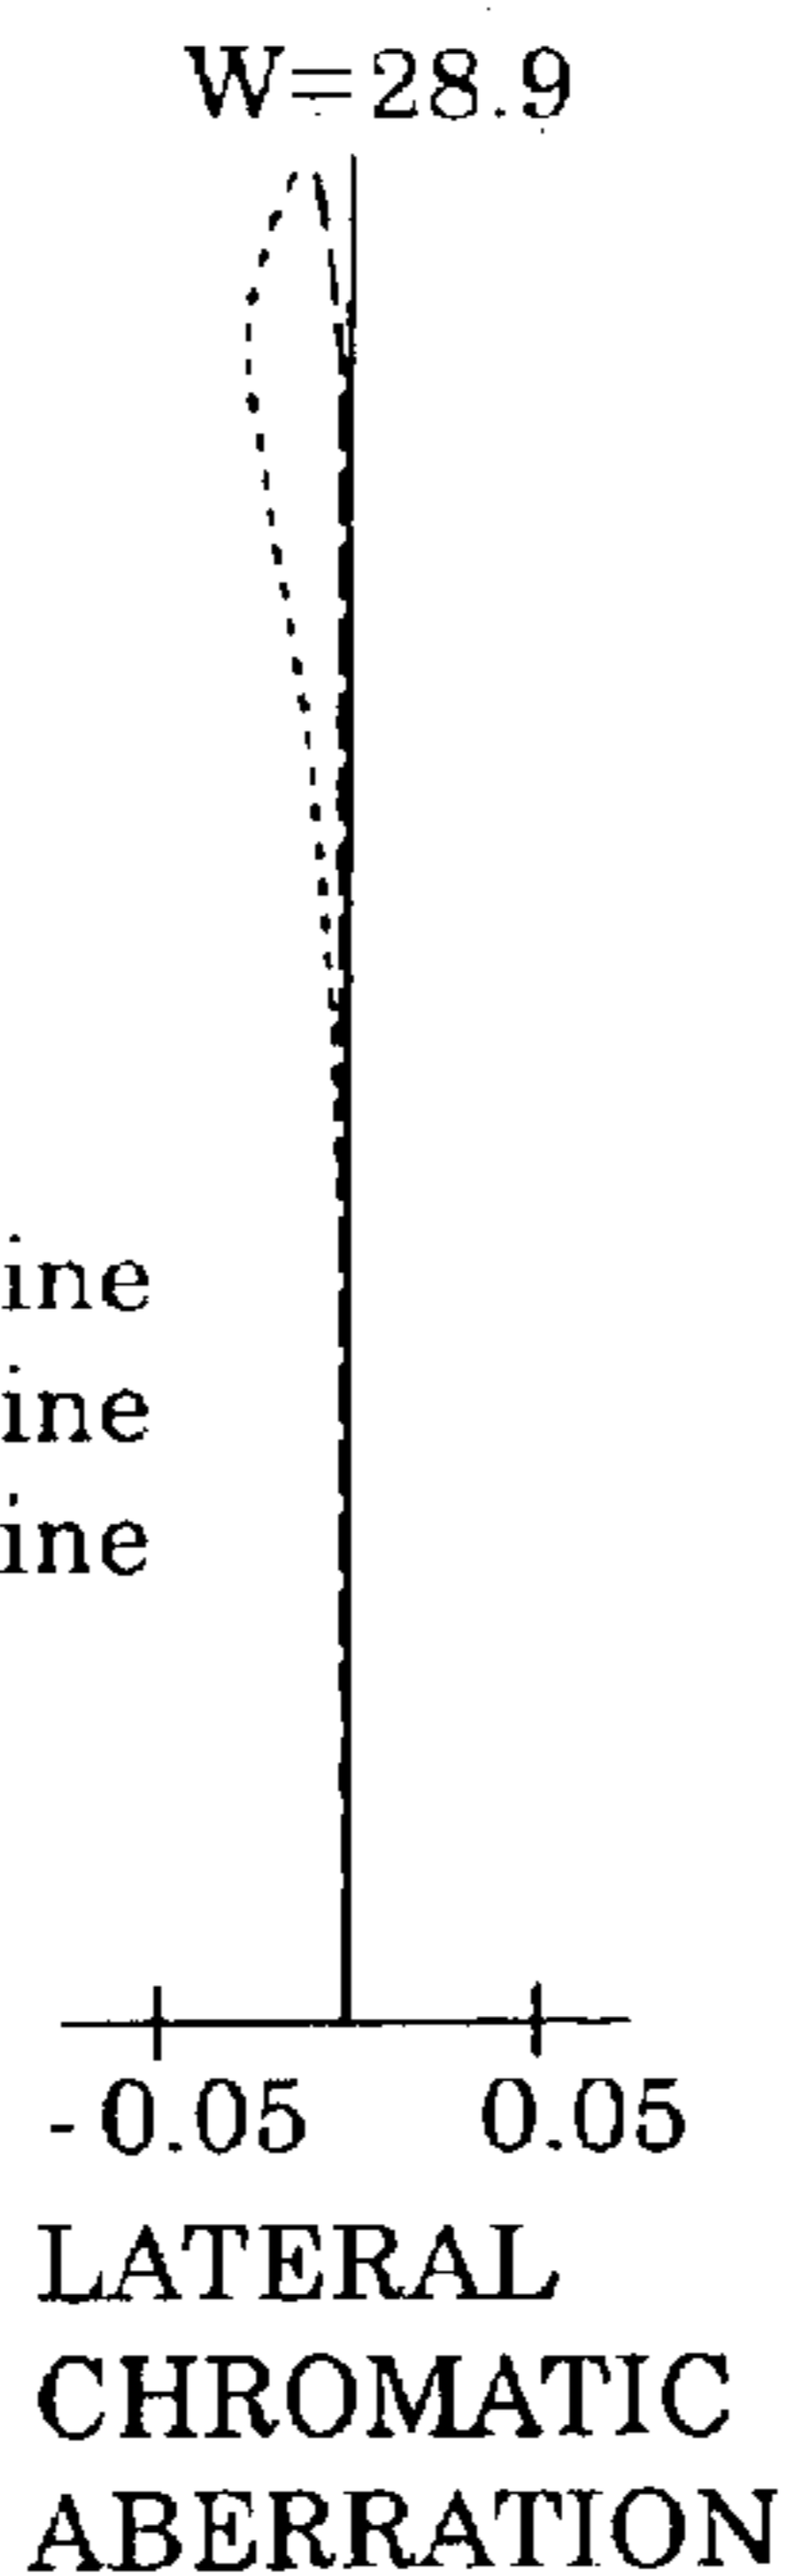 W=28.9
ine
ine
ine
-0.05 0.05
LATERAL
CHROMATIC
ABERRATION